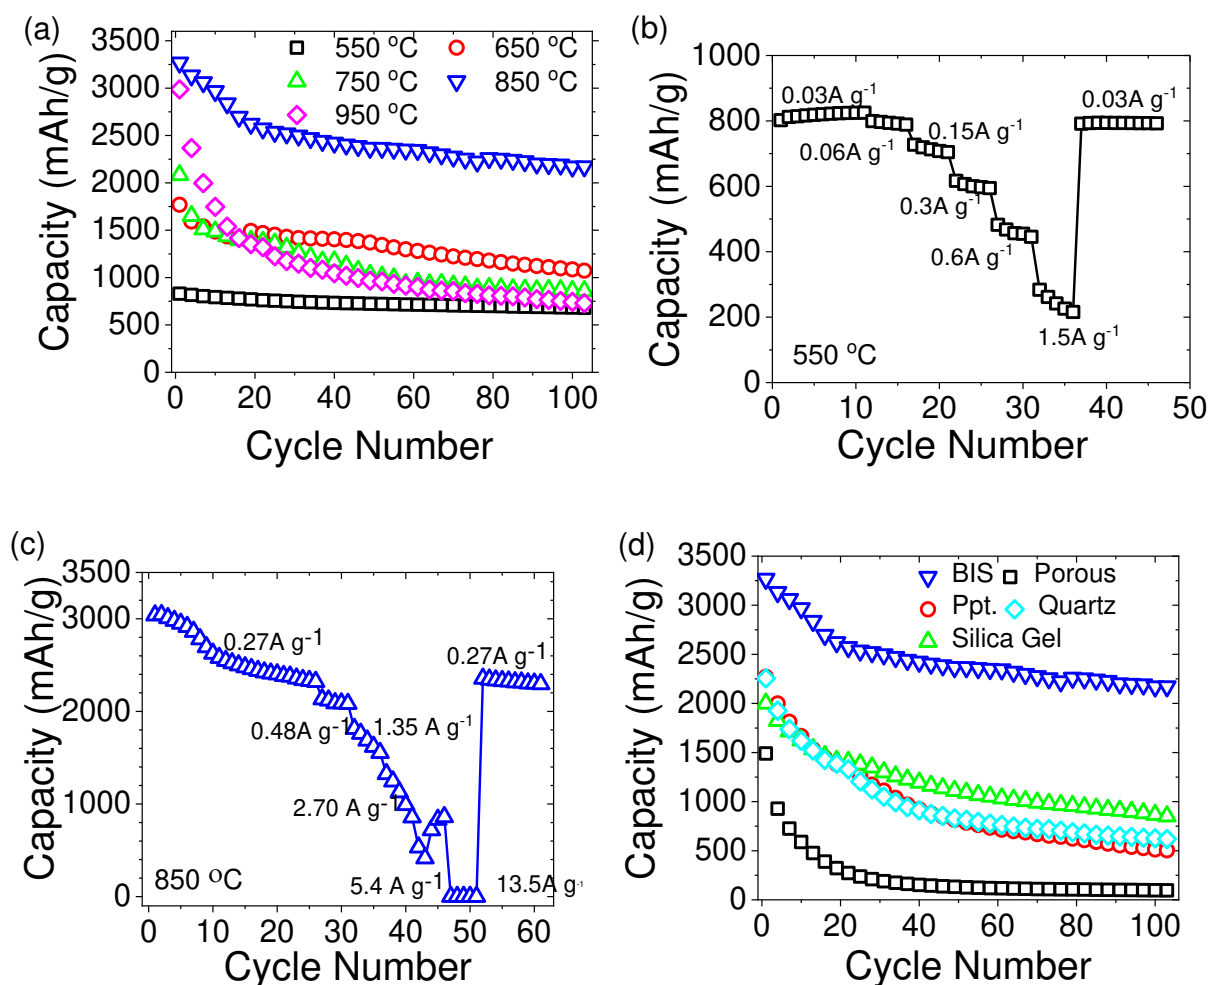 (a)
3500
3000
2500
2000
1500
1000
500
0
Capacity (mAh/g)
550 °C
650 °C
750 °C
850 °C
950 °C
0 20 40 60 80 100
Cycle Number
(b)
1000
800
600
400
200
0
Capacity (mAh/g)
0.03A g⁻¹
0.03A g⁻¹
0.06A g⁻¹
0.15A g⁻¹
0.3A g⁻¹
0.6A g⁻¹
1.5A g⁻¹
550 °C
0 10 20 30 40 50
Cycle Number
(c)
3500
3000
2000
1000
0
Capacity (mAh/g)
0.27A g⁻¹
0.27A g⁻¹
0.48A g⁻¹
1.35 A g⁻¹
2.70 A g⁻¹
5.4 A g⁻¹
13.5A g⁻¹
850 °C
0 10 20 30 40 50 60
Cycle Number
(d)
3500
3000
2500
2000
1500
1000
500
0
Capacity (mAh/g)
BIS Porous
Ppt. Quartz
Silica Gel
0 20 40 60 80 100
Cycle Number